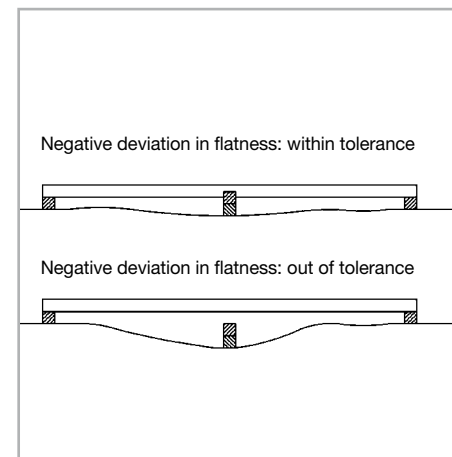 Negative deviation in flatness: within tolerance
Negative deviation in flatness: out of tolerance